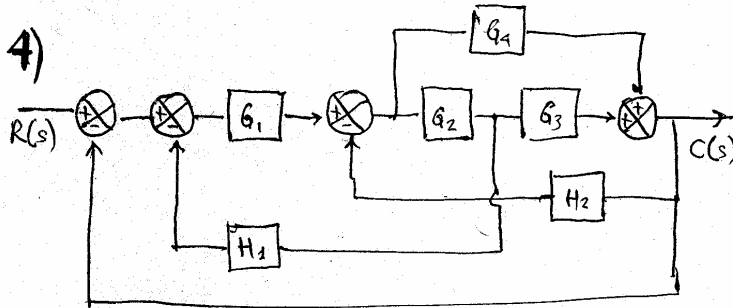 4)
G₄
R(s)
+
-
+
-
G₁
+
-
G₂
G₃
+
+
C(s)
H₂
H₁